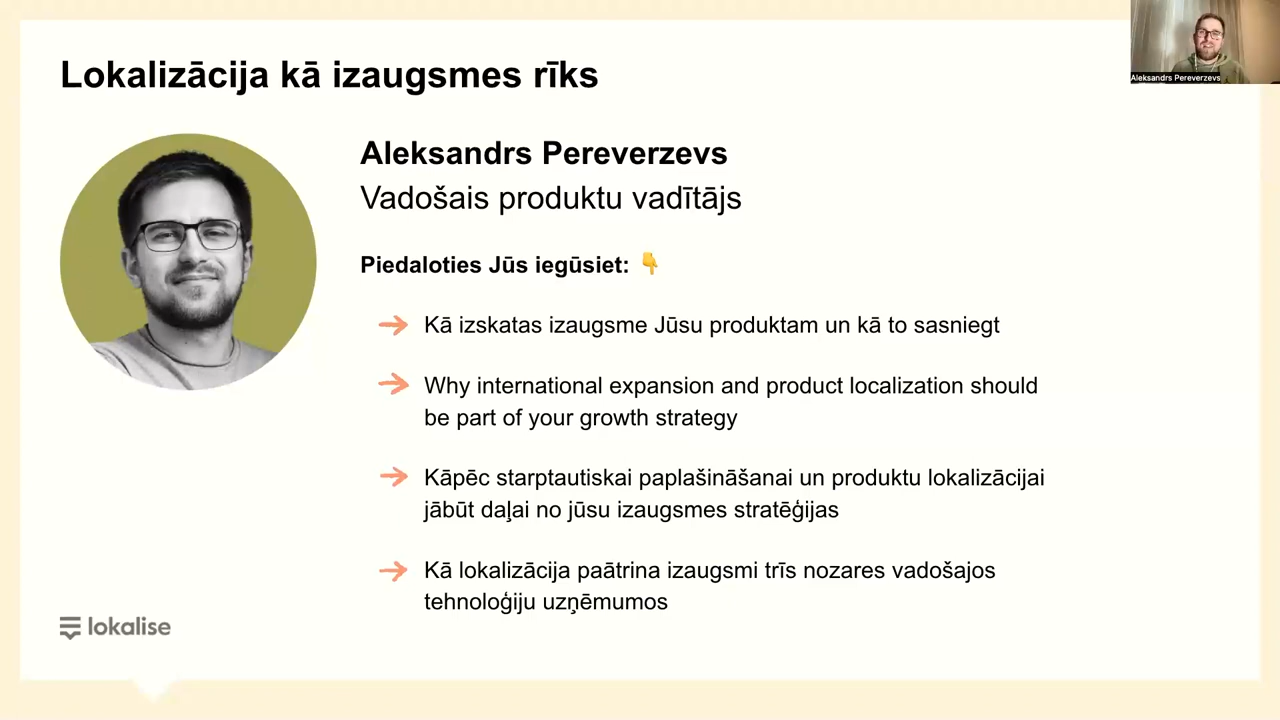 Lokalizācija kā izaugsmes rīks
Aleksandrs Pereverzevs
Aleksandrs Pereverzevs
Vadošais produktu vadītājs
Piedaloties Jūs iegūsiet: 👇
Kā izskatas izaugsme Jūsu produktam un kā to sasniegt
Why international expansion and product localization should
be part of your growth strategy
Kāpēc starptautiskai paplašināšanai un produktu lokalizācijai
jābūt daļai no jūsu izaugsmes stratēģijas
Kā lokalizācija paātrina izaugsmi trīs nozares vadošajos
tehnoloģiju uzņēmumos
lokalise